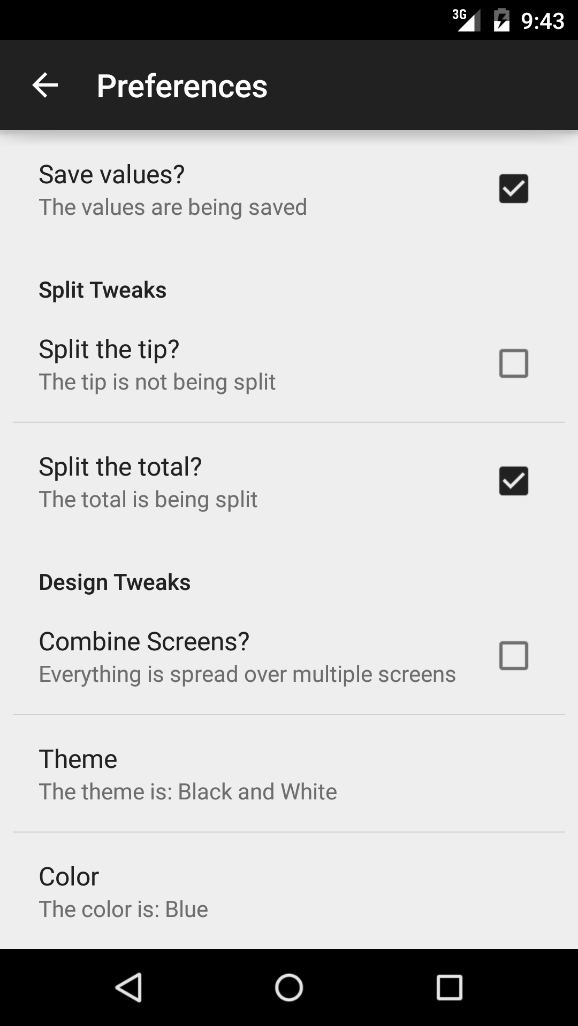 3G 9:43
Preferences
Save values?
The values are being saved
Split Tweaks
Split the tip?
The tip is not being split
Split the total?
The total is being split
Design Tweaks
Combine Screens?
Everything is spread over multiple screens
Theme
The theme is: Black and White
Color
The color is: Blue